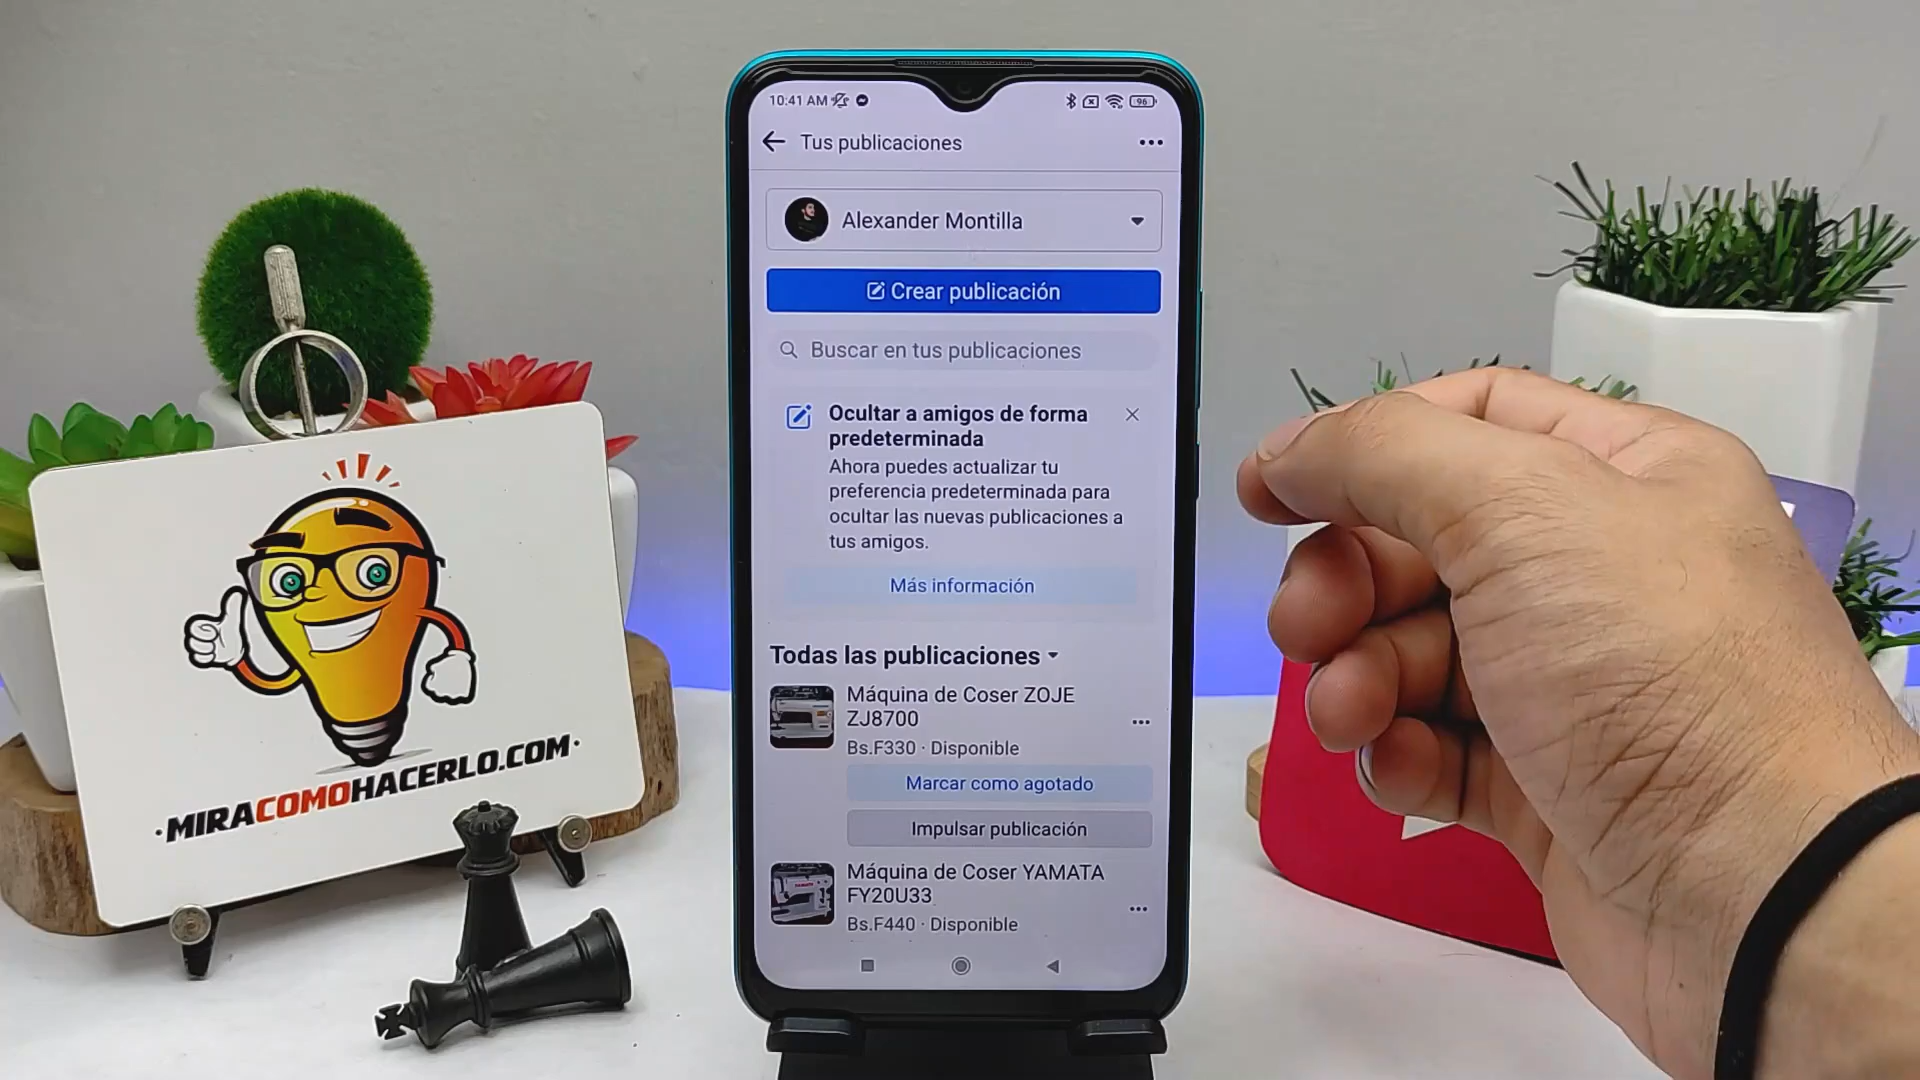 10:41 AM
96
Tus publicaciones
Alexander Montilla
Crear publicación
Buscar en tus publicaciones
Ocultar a amigos de forma
predeterminada
Ahora puedes actualizar tu
preferencia predeterminada para
ocultar las nuevas publicaciones a
tus amigos.
Más información
Todas las publicaciones
Máquina de Coser ZOJE
ZJ8700
Bs.F330 · Disponible
Marcar como agotado
Impulsar publicación
Máquina de Coser YAMATA
FY20U33
Bs.F440 · Disponible
·MIRACOMOHACERLO.COM·